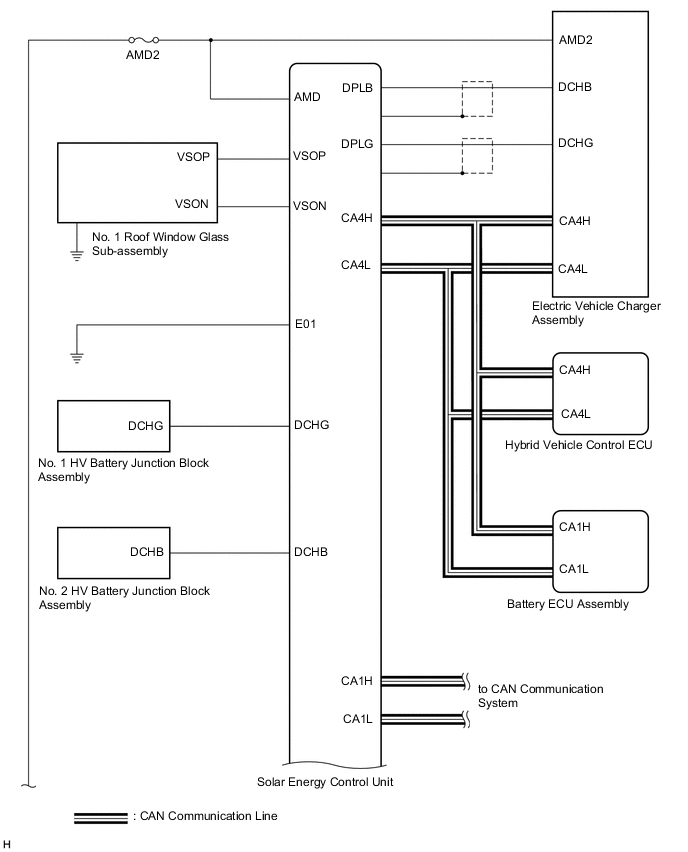 AMD2
AMD2
AMD
DPLB
DCHB
VSOP
VSOP
DPLG
DCHG
VSON
VSON
CA4H
CA4H
No. 1 Roof Window Glass
Sub-assembly
CA4L
CA4L
Electric Vehicle Charger
Assembly
E01
CA4H
CA4L
DCHG
DCHG
Hybrid Vehicle Control ECU
No. 1 HV Battery Junction Block
Assembly
CA1H
DCHB
DCHB
CA1L
No. 2 HV Battery Junction Block
Assembly
Battery ECU Assembly
CA1H
to CAN Communication
System
CA1L
Solar Energy Control Unit
: CAN Communication Line
H